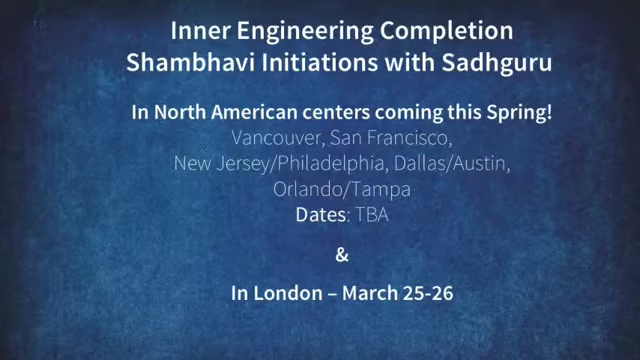 Inner Engineering Completion
Shambhavi Initiations with Sadhguru
In North American centers coming this Spring!
Vancouver, San Francisco,
New Jersey/Philadelphia, Dallas/Austin,
Orlando/Tampa
Dates: TBA
&
In London – March 25-26